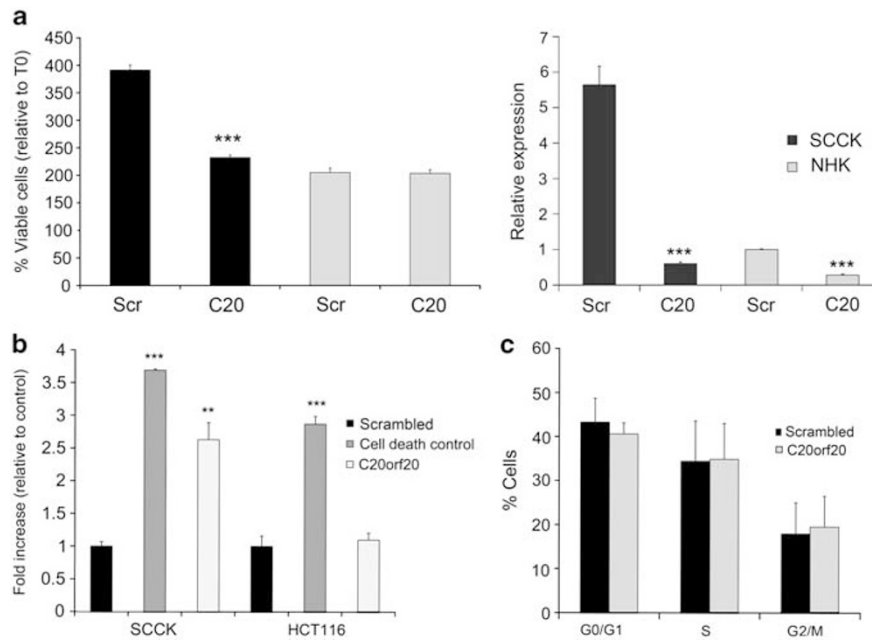 a
% Viable cells (relative to T0)
450
400
350
300
250
200
150
100
50
0
***
Scr C20 Scr C20
Relative expression
7
6
5
4
3
2
1
0
*** ***
SCCK
NHK
Scr C20 Scr C20
b
Fold increase (relative to control)
4
3.5
3
2.5
2
1
0.5
0
*** ** ***
Scrambled
Cell death control
C20orf20
SCCK HCT116
c
% Cells
60
50
40
30
20
10
0
Scrambled
C20orf20
G0/G1 S G2/M